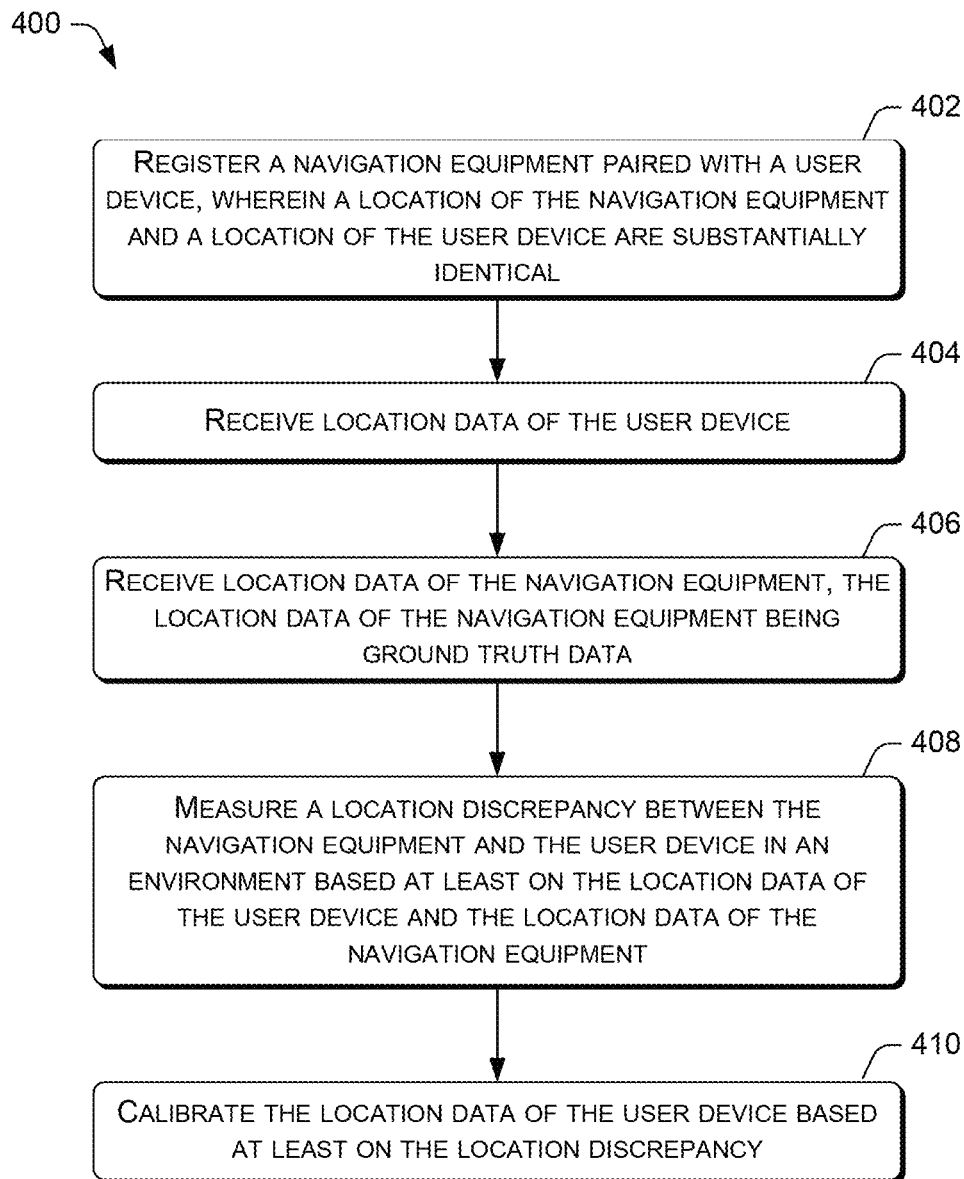 400
402
REGISTER A NAVIGATION EQUIPMENT PAIRED WITH A USER
DEVICE, WHEREIN A LOCATION OF THE NAVIGATION EQUIPMENT
AND A LOCATION OF THE USER DEVICE ARE SUBSTANTIALLY
IDENTICAL
404
RECEIVE LOCATION DATA OF THE USER DEVICE
406
RECEIVE LOCATION DATA OF THE NAVIGATION EQUIPMENT, THE
LOCATION DATA OF THE NAVIGATION EQUIPMENT BEING
GROUND TRUTH DATA
408
MEASURE A LOCATION DISCREPANCY BETWEEN THE
NAVIGATION EQUIPMENT AND THE USER DEVICE IN AN
ENVIRONMENT BASED AT LEAST ON THE LOCATION DATA OF
THE USER DEVICE AND THE LOCATION DATA OF THE
NAVIGATION EQUIPMENT
410
CALIBRATE THE LOCATION DATA OF THE USER DEVICE BASED
AT LEAST ON THE LOCATION DISCREPANCY